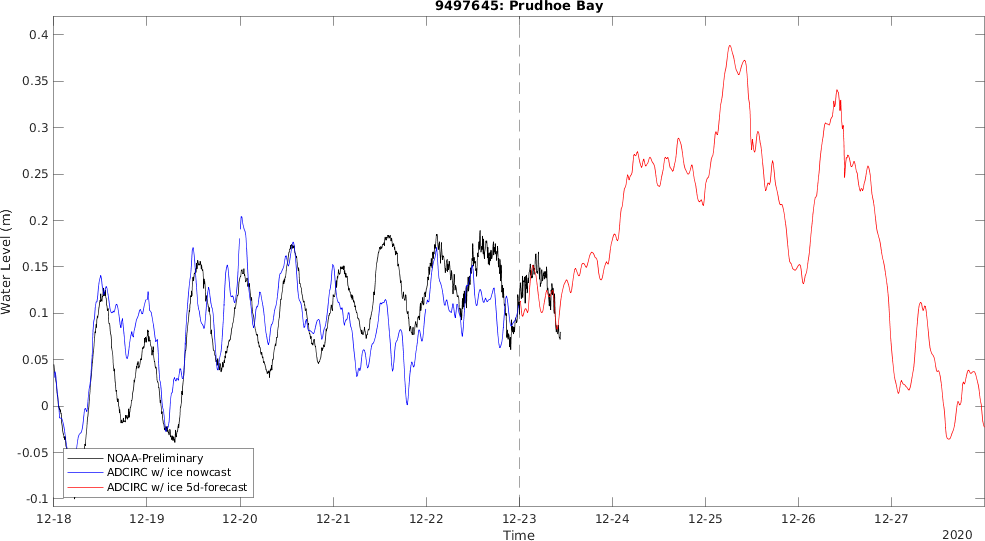 9497645: Prudhoe Bay
Water Level (m)
0.4
0.35
0.3
0.25
0.2
0.15
0.1
0.05
0
-0.05
-0.1
NOAA-Preliminary
ADCIRC w/ ice nowcast
ADCIRC w/ ice 5d-forecast
12-18 12-19 12-20 12-21 12-22 12-23 12-24 12-25 12-26 12-27
Time
2020